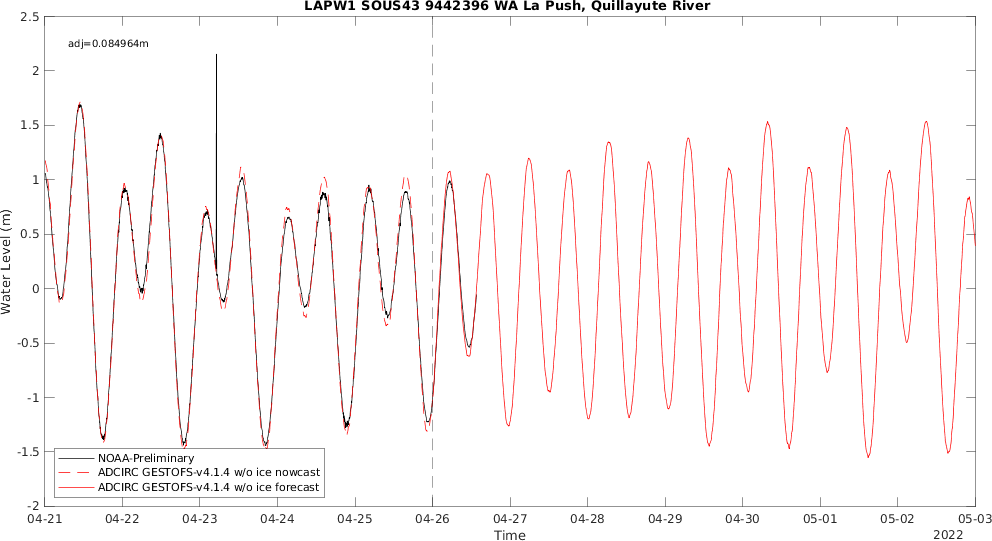 LAPW1 SOUS43 9442396 WA La Push, Quillayute River
adj=0.084964m
Water Level (m)
2.5
2
1.5
1
0.5
0
-0.5
-1
-1.5
-2
NOAA-Preliminary
ADCIRC GESTOFS-v4.1.4 w/o ice nowcast
ADCIRC GESTOFS-v4.1.4 w/o ice forecast
04-21 04-22 04-23 04-24 04-25 04-26 04-27 04-28 04-29 04-30 05-01 05-02 05-03
Time
2022